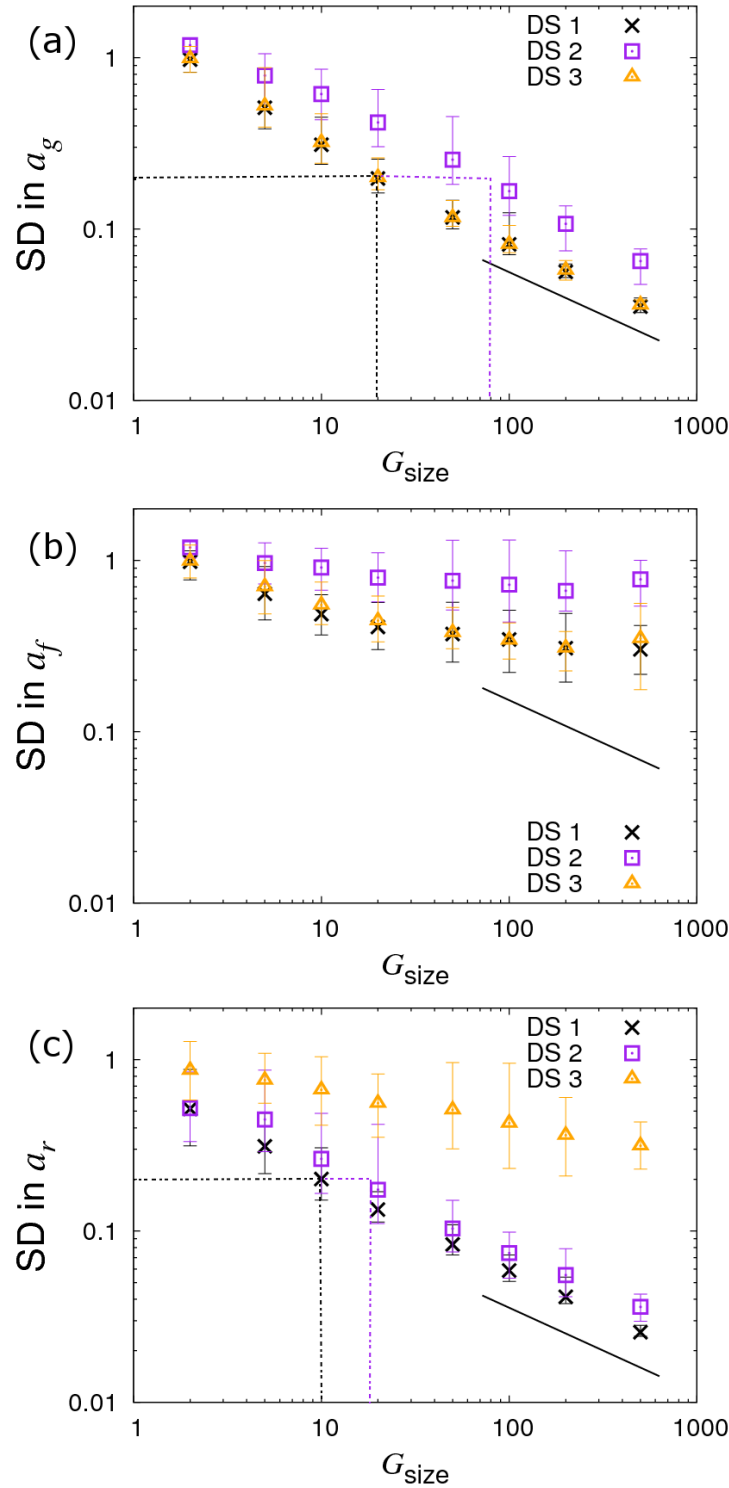 (a)
SD in a_g
1
0.1
0.01
DS 1
DS 2
DS 3
1 10 100 1000
G_size
(b)
SD in a_f
1
0.1
0.01
DS 1
DS 2
DS 3
1 10 100 1000
G_size
(c)
SD in a_r
1
0.1
0.01
DS 1
DS 2
DS 3
1 10 100 1000
G_size